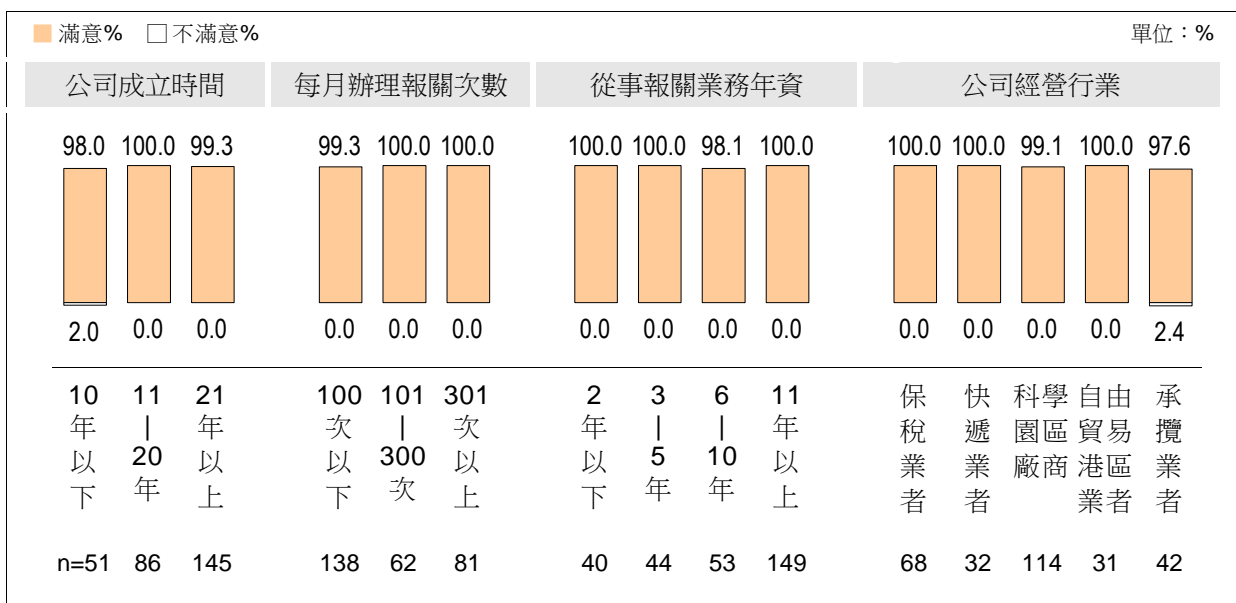 滿意% 不滿意% 單位：%
公司成立時間 每月辦理報關次數 從事報關業務年資 公司經營行業
98.0 100.0 99.3 99.3 100.0 100.0 100.0 100.0 98.1 100.0 100.0 100.0 99.1 100.0 97.6
2.0 0.0 0.0 0.0 0.0 0.0 0.0 0.0 0.0 0.0 0.0 0.0 0.0 0.0 2.4
10年以下
11|20年
21年以上
100次以下
101|300次
301次以上
2年以下
3|5年
6|10年
11年以上
保稅業者
快遞業者
科學園區廠商
自由貿易港區業者
承攬業者
n=51 86 145 138 62 81 40 44 53 149 68 32 114 31 42